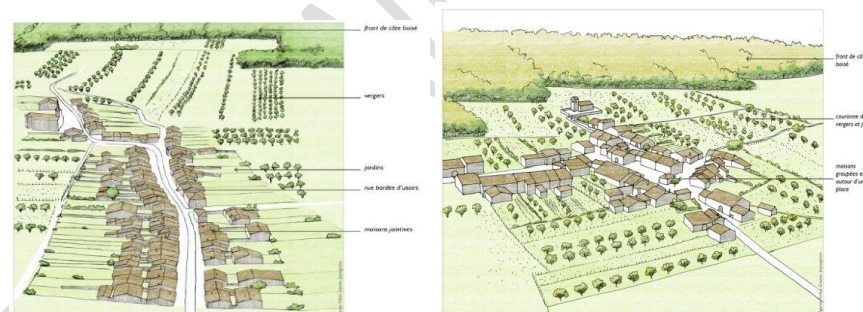 front de côte boisé
vergers
jardins
rue bordée d'usoirs
maisons jointives
front de cô
boisé
couronne d
vergers et j
maisons
groupées e
autour d'u
place